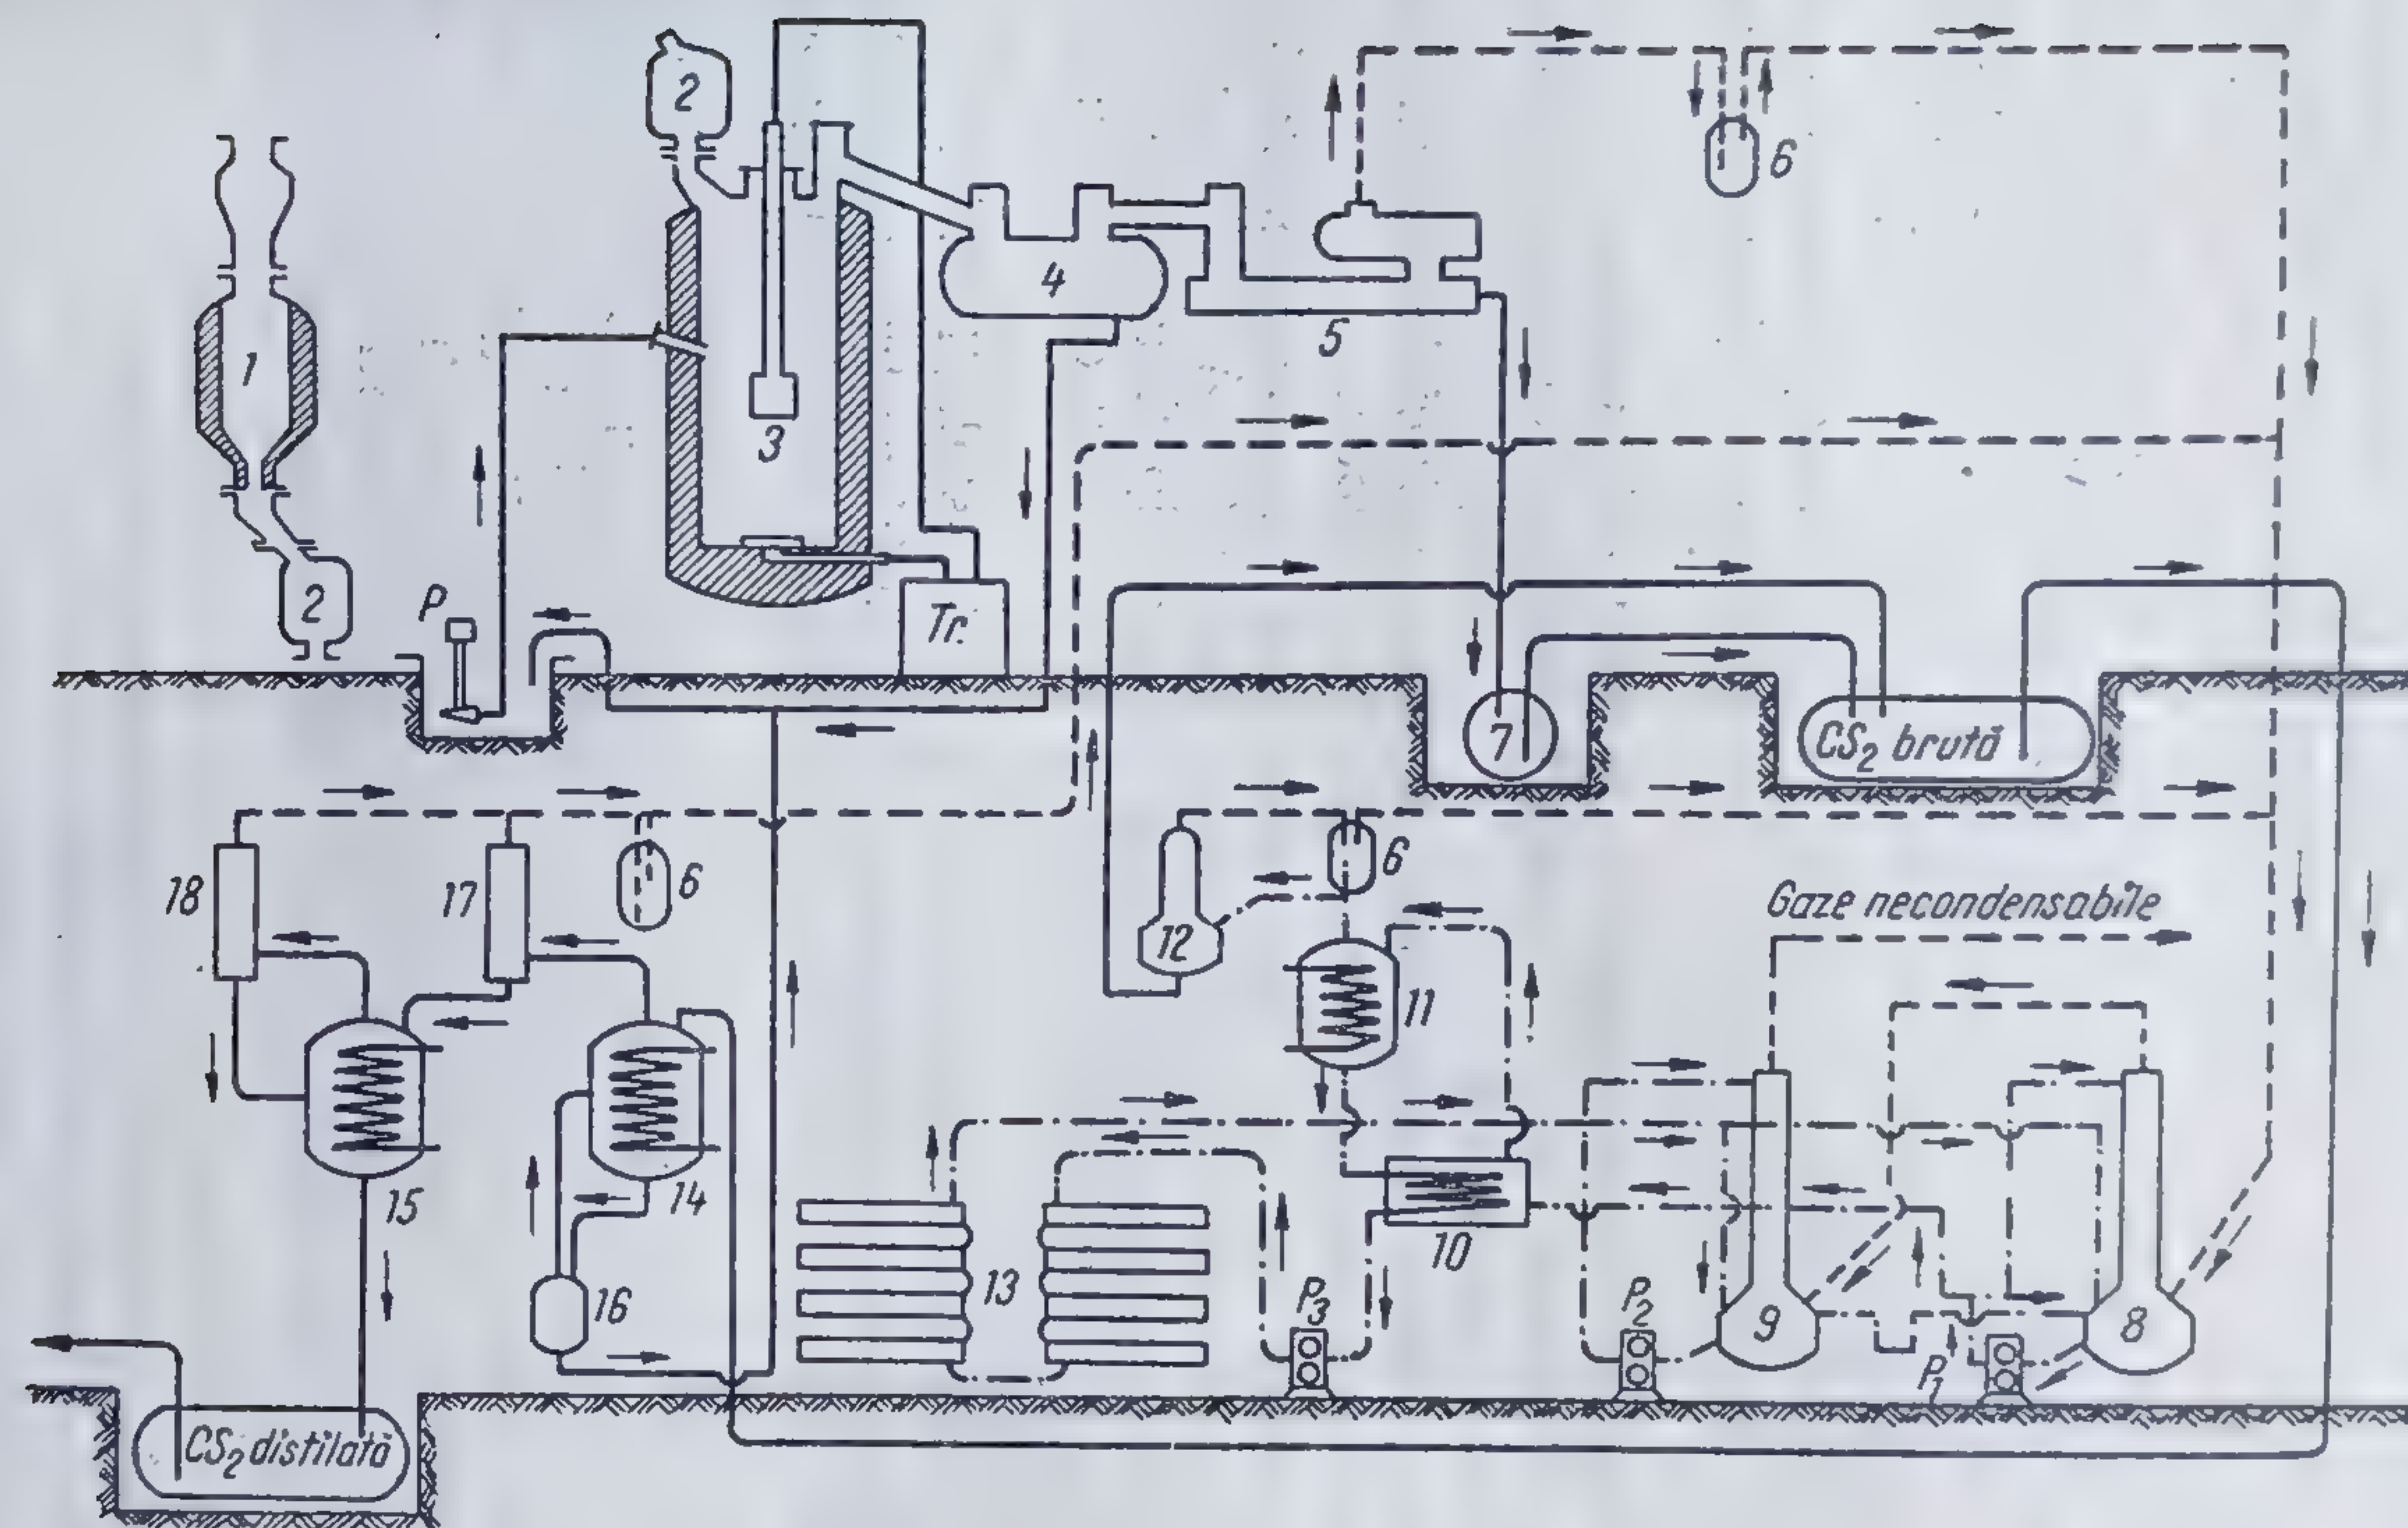 2
6
1
4
5
3
2
P
Tr.
7
CS2 brută
18
17
6
6
12
Gaze necondensabile
11
15
14
10
16
13
P3
P2
9
8
P1
CS2 distilată